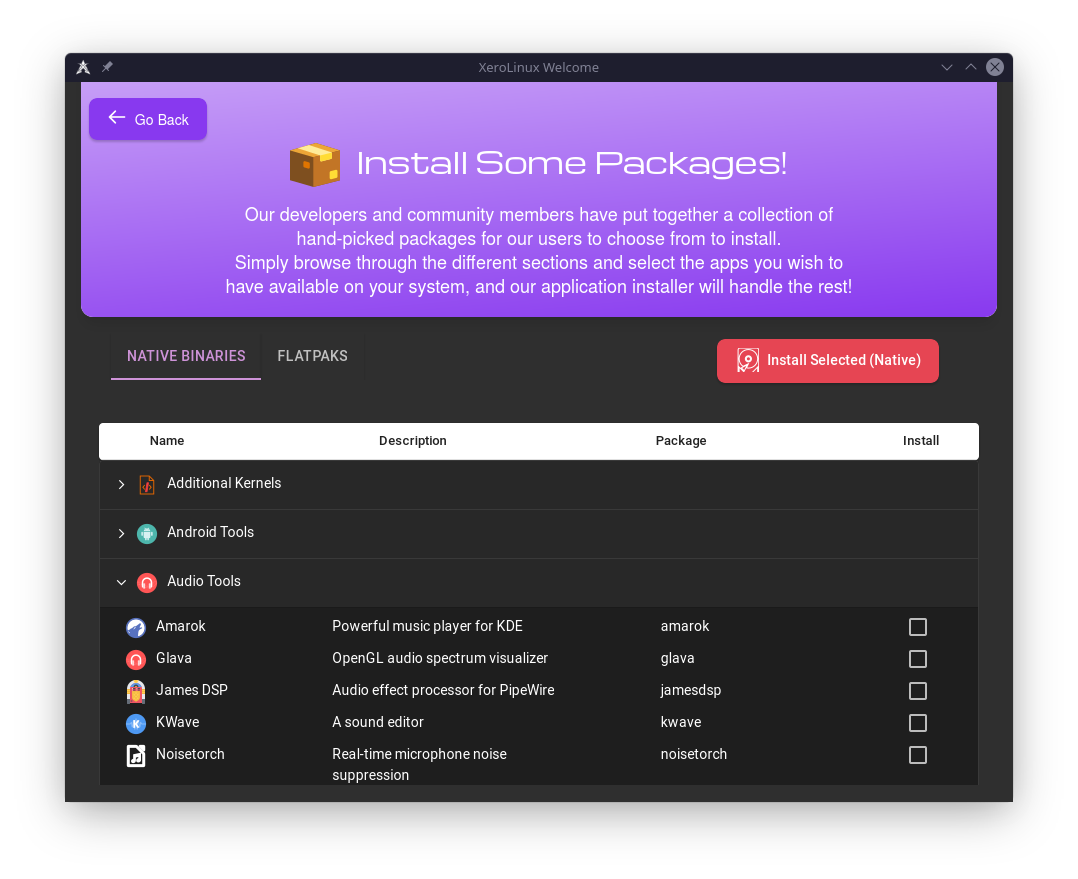 XeroLinux Welcome
Go Back
Install Some Packages!
Our developers and community members have put together a collection of
hand-picked packages for our users to choose from to install.
Simply browse through the different sections and select the apps you wish to
have available on your system, and our application installer will handle the rest!
NATIVE BINARIES FLATPAKS Install Selected (Native)
Name Description Package Install
Additional Kernels
Android Tools
Audio Tools
Amarok Powerful music player for KDE amarok
Glava OpenGL audio spectrum visualizer glava
James DSP Audio effect processor for PipeWire jamesdsp
KWave A sound editor kwave
Noisetorch Real-time microphone noise noisetorch
suppression